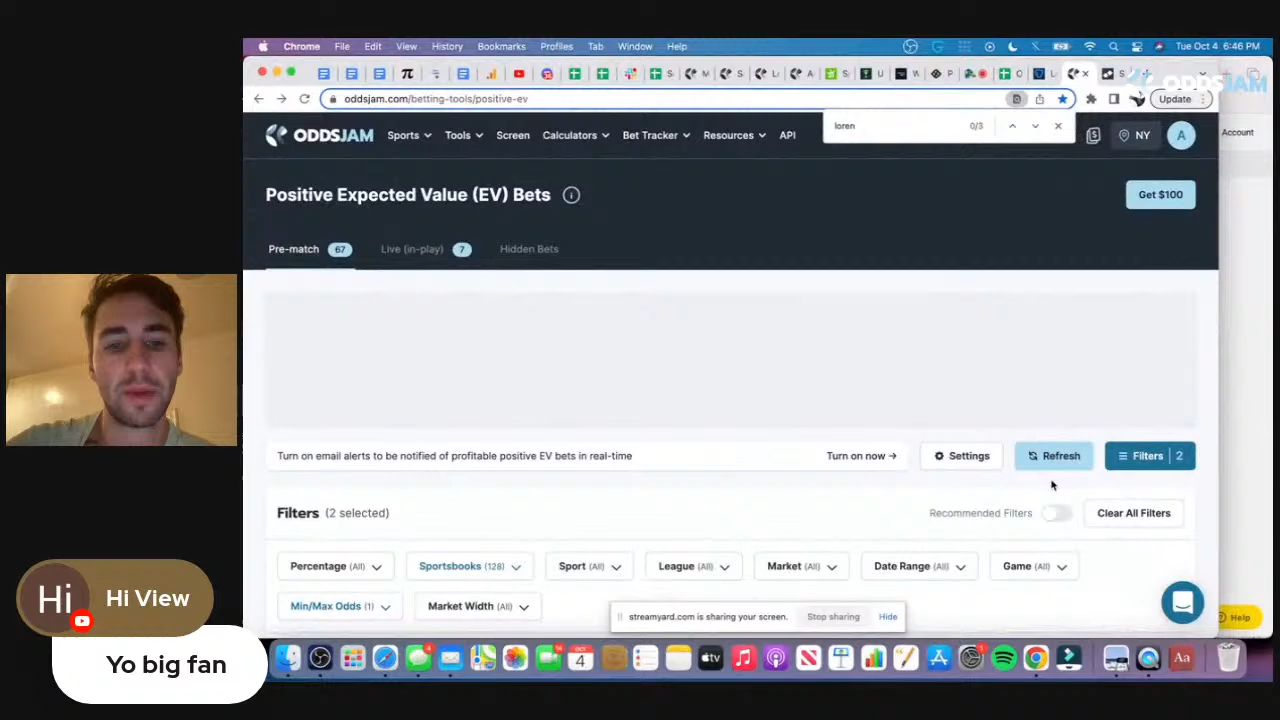 Chrome File Edit View History Bookmarks Profiles Tab Window Help Tue Oct 4 6:46 PM
oddsjam.com/betting-tools/positive-ev Update
ODDSJAM
loren 0/3
ODDSJAM Sports Tools Screen Calculators Bet Tracker Resources API NY A
Account
Positive Expected Value (EV) Bets Get $100
Pre-match 67 Live (in-play) 7 Hidden Bets
Turn on email alerts to be notified of profitable positive EV bets in real-time Turn on now → Settings Refresh Filters 2
Filters (2 selected) Recommended Filters Clear All Filters
Percentage (All) Sportsbooks (128) Sport (All) League (All) Market (All) Date Range (All) Game (All)
Min/Max Odds (1) Market Width (All)
streamyard.com is sharing your screen. Stop sharing Hide
Help
Hi Hi View
Yo big fan